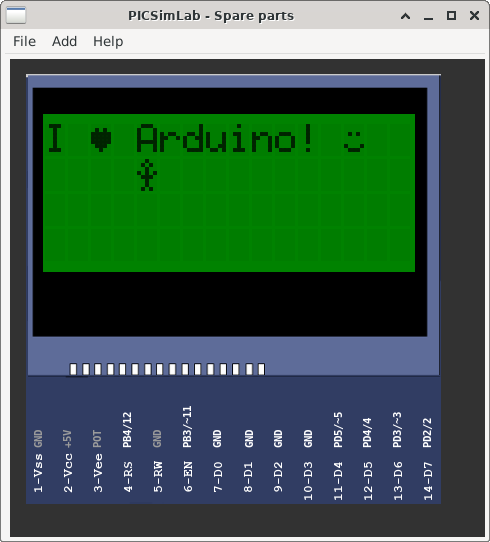 PICSimLab - Spare parts
File Add Help
I ♥ Arduino! ☺
1-Vss GND
2-Vcc +5V
3-Vee POT
4-RS PB4/12
5-RW GND
6-EN PB3/~11
7-D0 GND
8-D1 GND
9-D2 GND
10-D3 GND
11-D4 PD5/~5
12-D5 PD4/4
13-D6 PD3/~3
14-D7 PD2/2